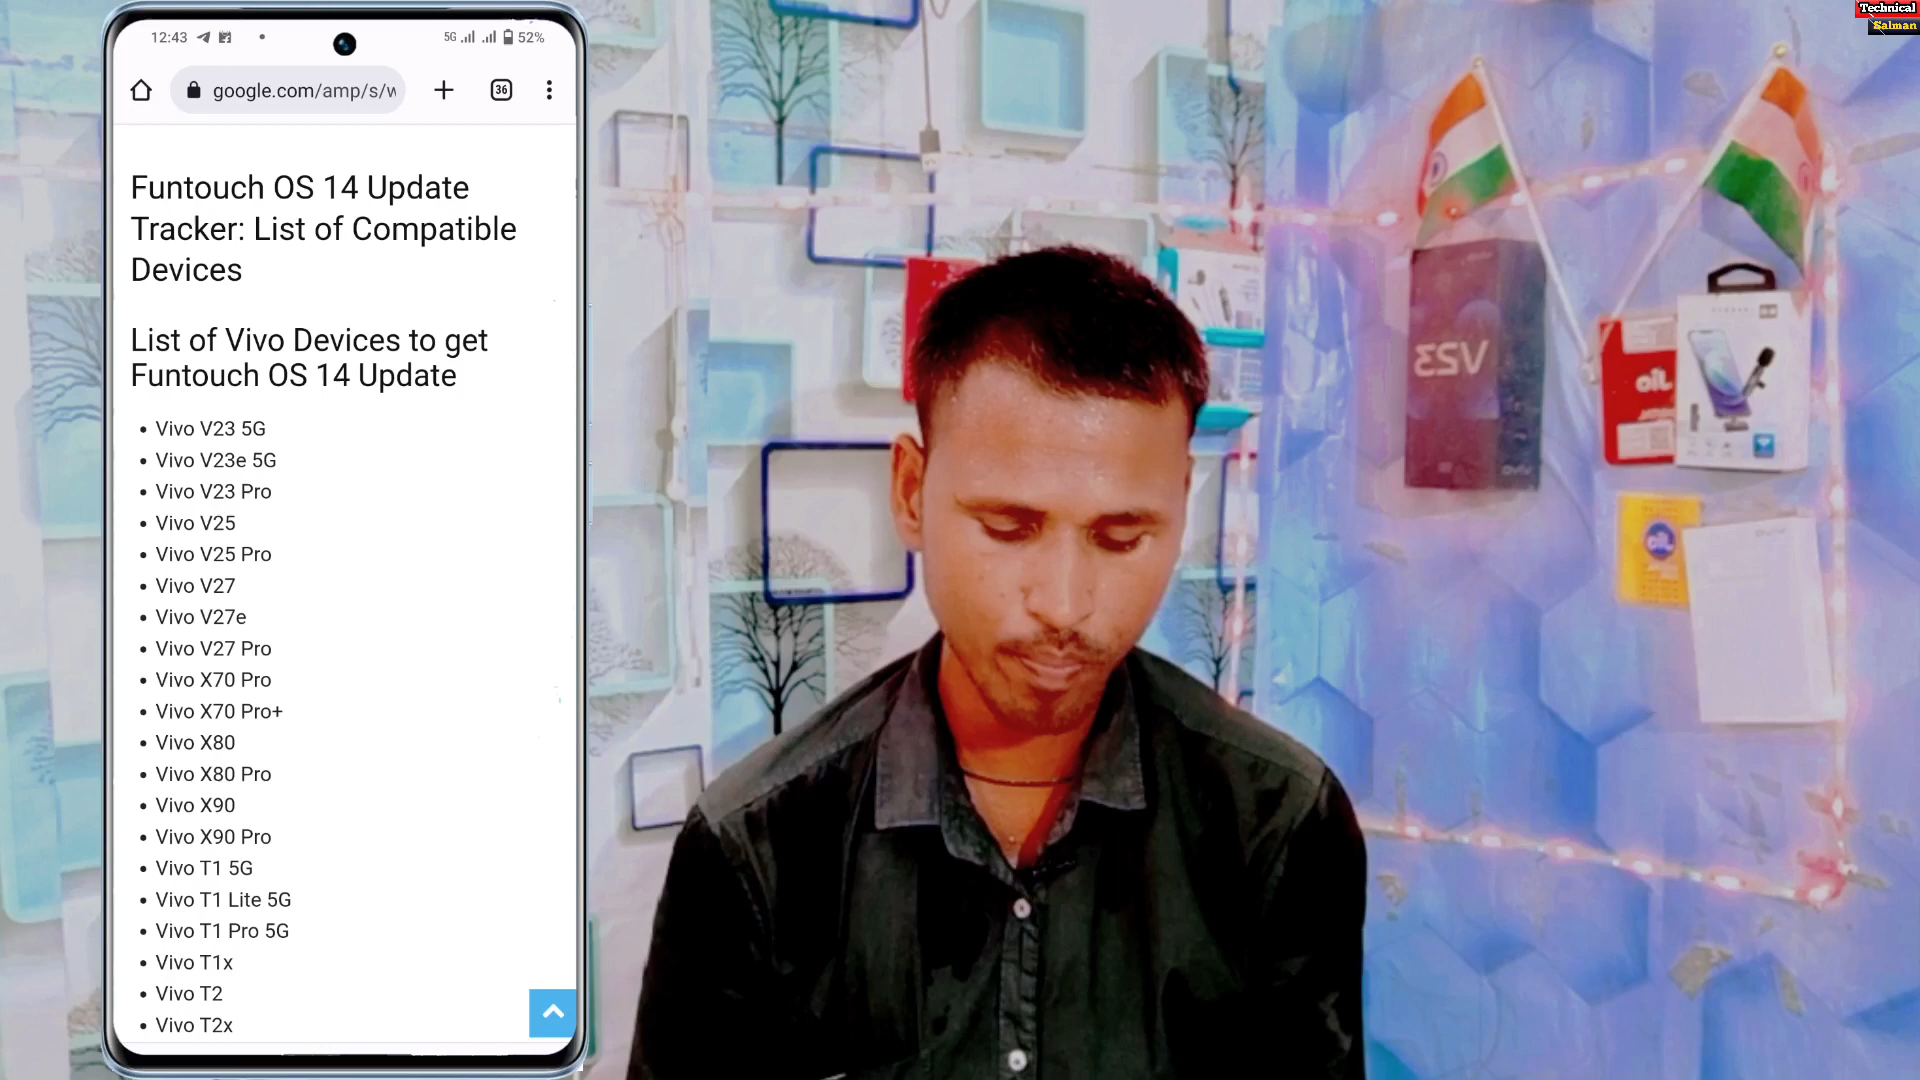 Technical
Salman
12:43
5G
52%
google.com/amp/s/w
36
Funtouch OS 14 Update
Tracker: List of Compatible
Devices
List of Vivo Devices to get
Funtouch OS 14 Update
• Vivo V23 5G
• Vivo V23e 5G
• Vivo V23 Pro
• Vivo V25
• Vivo V25 Pro
• Vivo V27
• Vivo V27e
• Vivo V27 Pro
• Vivo X70 Pro
• Vivo X70 Pro+
• Vivo X80
• Vivo X80 Pro
• Vivo X90
• Vivo X90 Pro
• Vivo T1 5G
• Vivo T1 Lite 5G
• Vivo T1 Pro 5G
• Vivo T1x
• Vivo T2
• Vivo T2x
V23
vivo
Jio